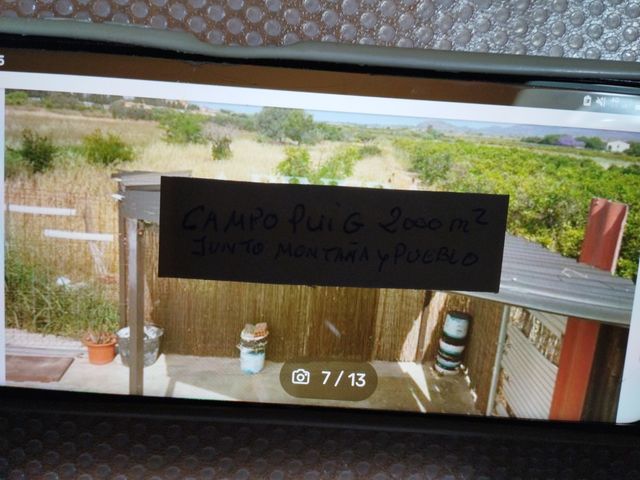 CAMPO PUIG 2000 m²
JUNTO MONTAÑA y PUEBLO
7 / 13